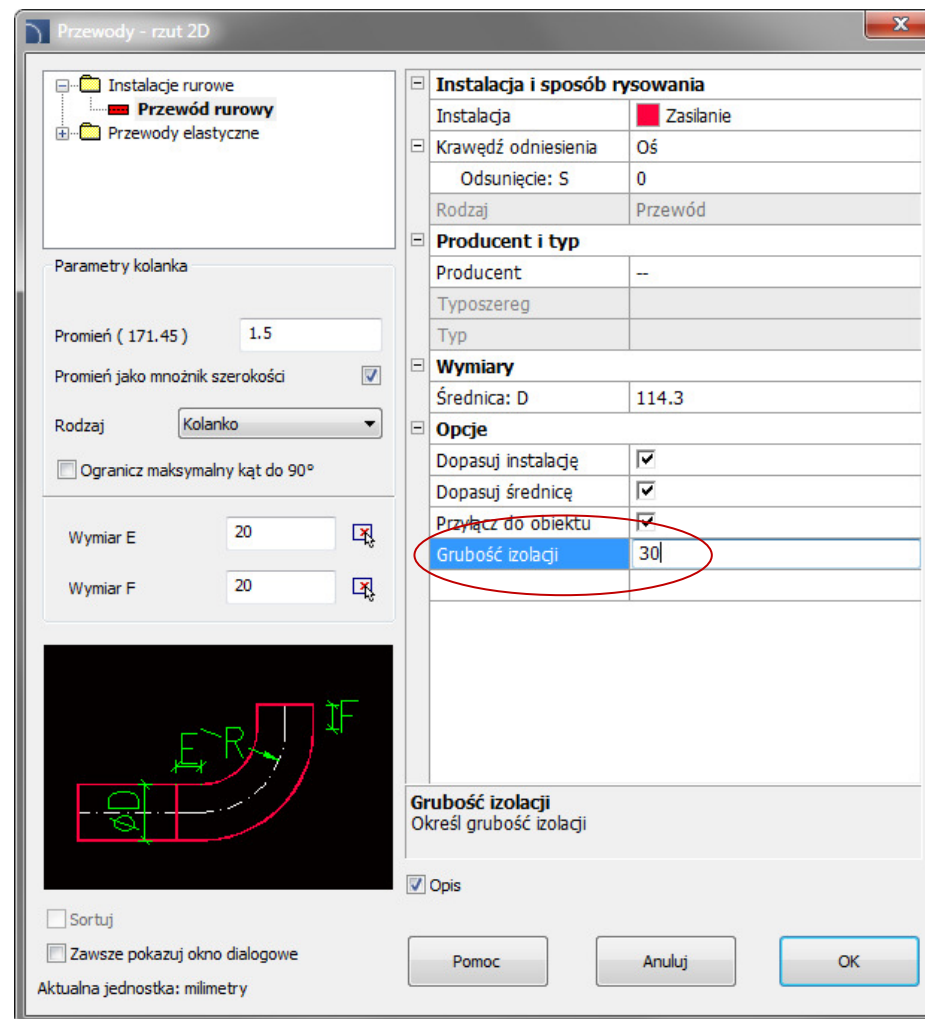 Przewody - rzut 2D
x
Instalacje rurowe
Przewód rurowy
Przewody elastyczne
Parametry kolanka
Promień ( 171.45 ) 1.5
Promień jako mnożnik szerokości
Rodzaj Kolanko
Ogranicz maksymalny kąt do 90°
Wymiar E 20
Wymiar F 20
E R F
ØD
Sortuj
Zawsze pokazuj okno dialogowe
Aktualna jednostka: milimetry
Instalacja i sposób rysowania
Instalacja Zasilanie
Krawędź odniesienia Oś
Odsunięcie: S 0
Rodzaj Przewód
Producent i typ
Producent --
Typoszereg
Typ
Wymiary
Średnica: D 114.3
Opcje
Dopasuj instalację
Dopasuj średnicę
Przyłącz do obiektu
Grubość izolacji 30
Grubość izolacji
Określ grubość izolacji
Opis
Pomoc Anuluj OK